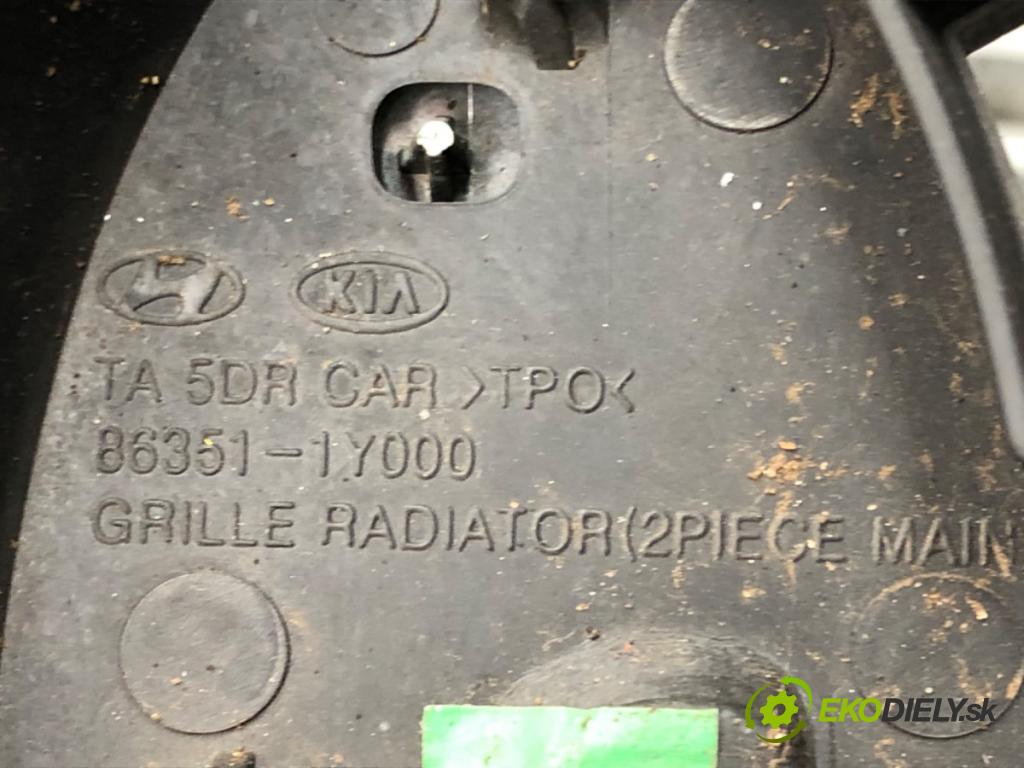 KIA
TA 5DR CAR >TPO<
86351-1Y000
GRILLE RADIATOR(2PIECE MAIN
EKODIELY.sk